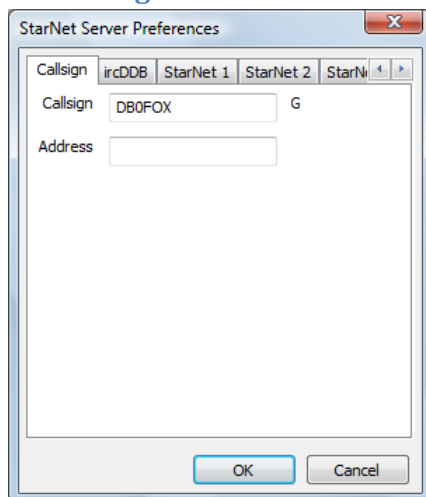 StarNet Server Preferences
Callsign ircDDB StarNet 1 StarNet 2
Callsign DB0FOX G
Address
OK Cancel